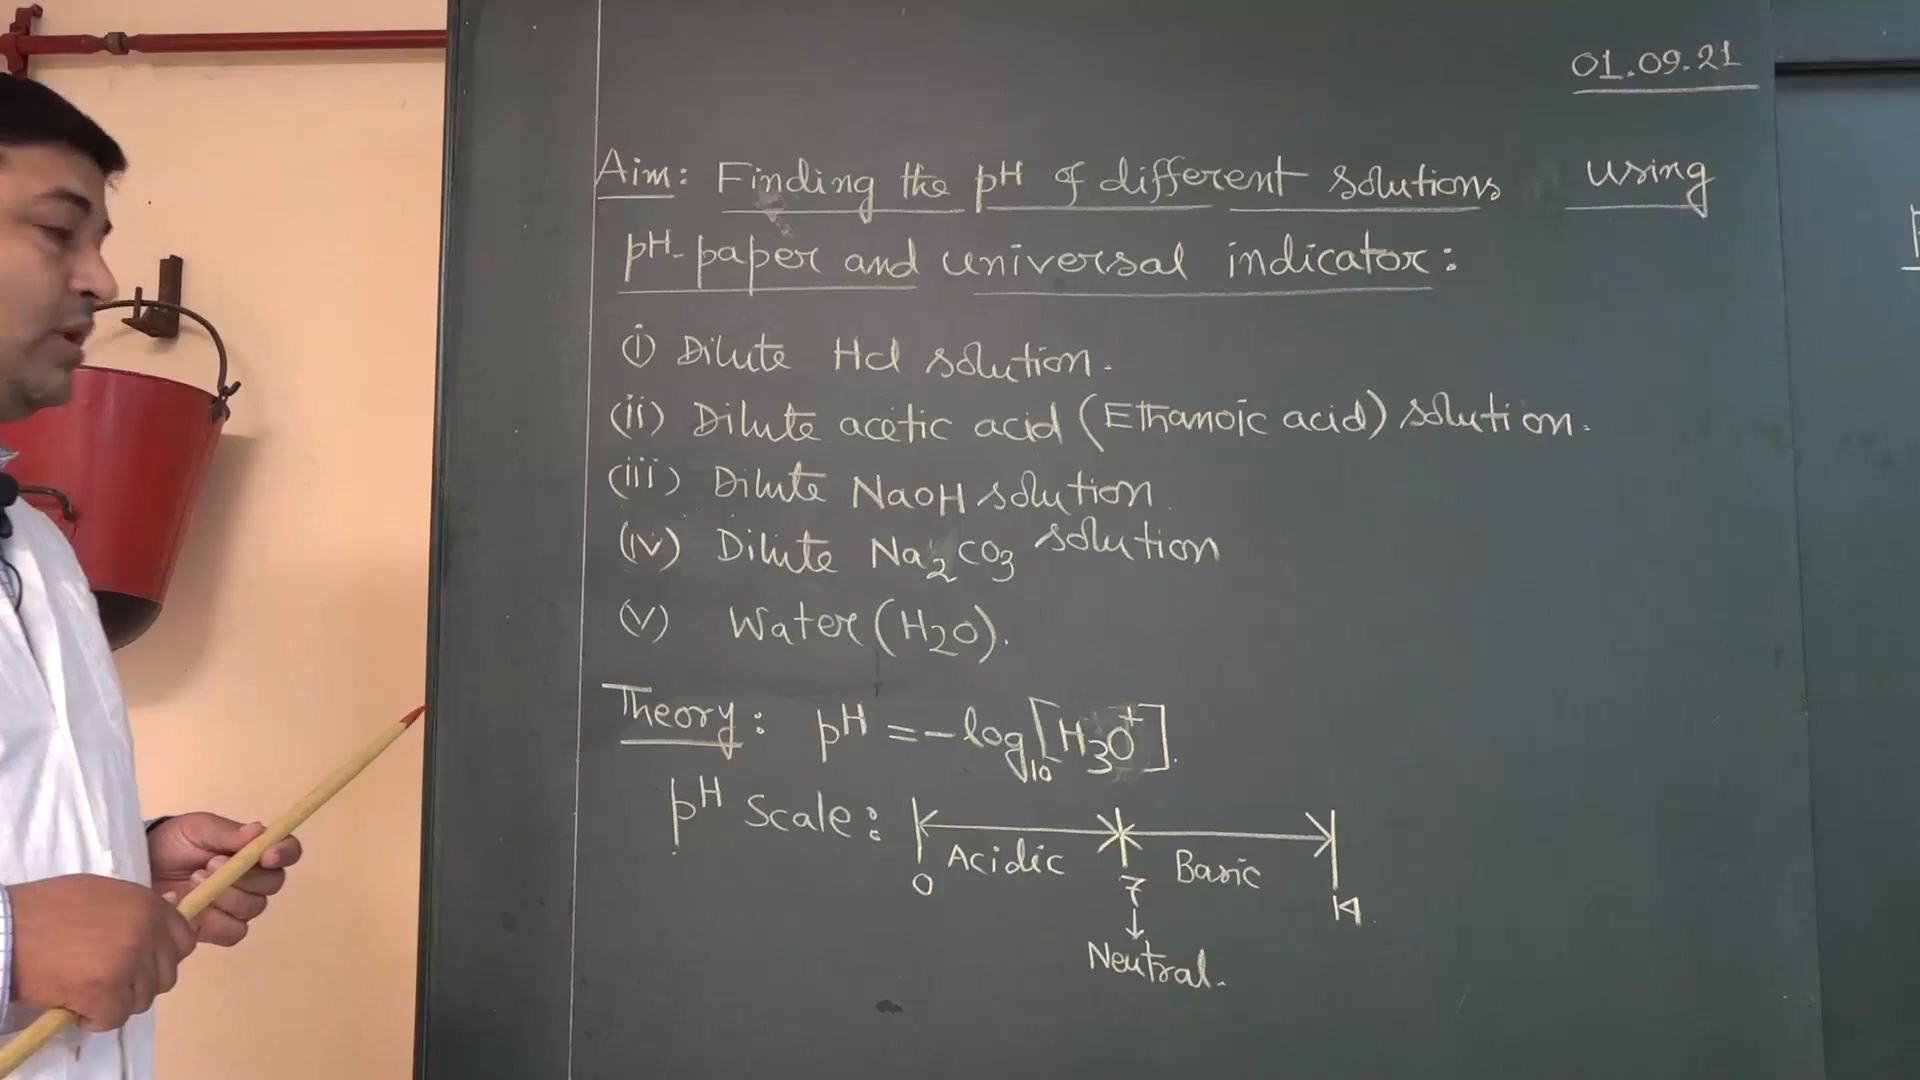 01.09.21
Aim: Finding the pH of different solutions using
pH-paper and universal indicator:
(i) Dilute Hcl solution.
(ii) Dilute acetic acid (Ethanoic acid) solution.
(iii) Dilute NaOH solution.
(iv) Dilute Na2CO3 solution
(v) Water (H2O).
Theory: pH = -log10[H3O+].
pH Scale:
Acidic Basic
0 7 14
Neutral.